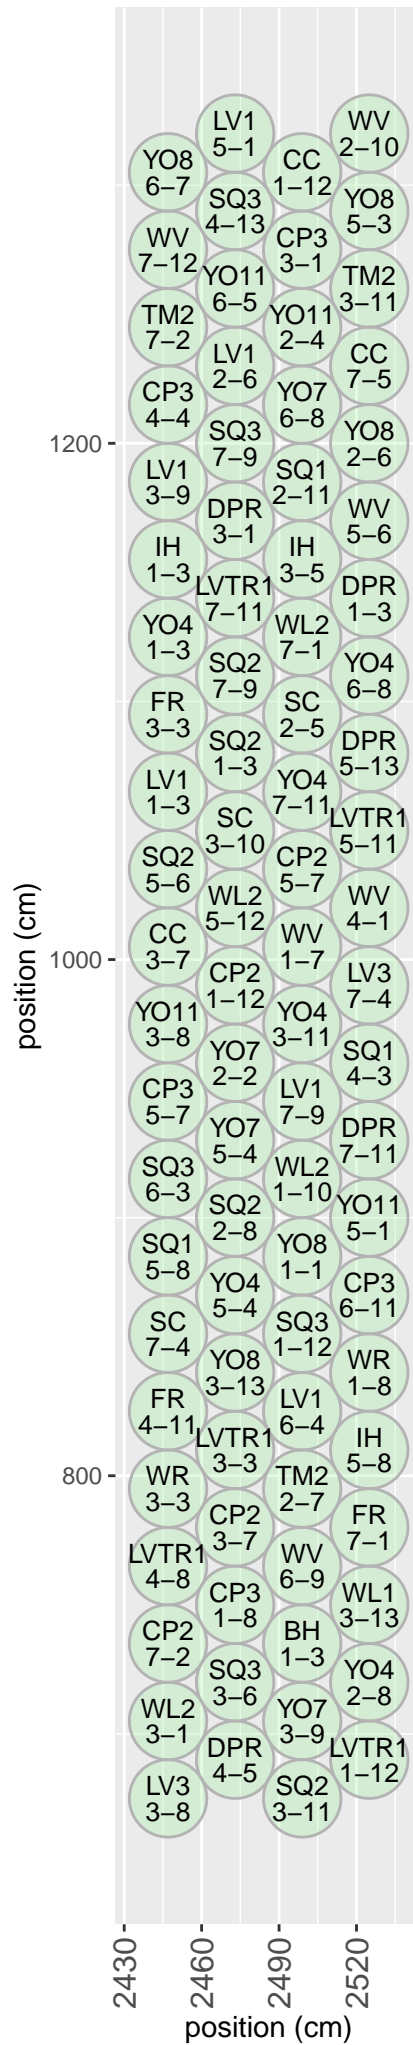 LV1
5–1
WV
2–10
YO8
6–7
CC
1–12
SQ3
4–13
YO8
5–3
WV
7–12
CP3
3–1
YO11
6–5
TM2
3–11
TM2
7–2
YO11
2–4
LV1
2–6
CC
7–5
CP3
4–4
YO7
6–8
SQ3
7–9
YO8
2–6
LV1
3–9
SQ1
2–11
DPR
3–1
WV
5–6
IH
1–3
IH
3–5
LVTR1
7–11
DPR
1–3
YO4
1–3
WL2
7–1
SQ2
7–9
YO4
6–8
FR
3–3
SC
2–5
SQ2
1–3
DPR
5–13
LV1
1–3
YO4
7–11
SC
3–10
LVTR1
5–11
SQ2
5–6
CP2
5–7
WL2
5–12
WV
4–1
CC
3–7
WV
1–7
CP2
1–12
LV3
7–4
YO11
3–8
YO4
3–11
YO7
2–2
SQ1
4–3
CP3
5–7
LV1
7–9
YO7
5–4
DPR
7–11
SQ3
6–3
WL2
1–10
SQ2
2–8
YO11
5–1
SQ1
5–8
YO8
1–1
YO4
5–4
CP3
6–11
SC
7–4
SQ3
1–12
YO8
3–13
WR
1–8
FR
4–11
LV1
6–4
LVTR1
3–3
IH
5–8
WR
3–3
TM2
2–7
CP2
3–7
FR
7–1
LVTR1
4–8
WV
6–9
CP3
1–8
WL1
3–13
CP2
7–2
BH
1–3
SQ3
3–6
YO4
2–8
WL2
3–1
YO7
3–9
DPR
4–5
LVTR1
1–12
LV3
3–8
SQ2
3–11
1200
1000
800
position (cm)
2430
2460
2490
2520
position (cm)